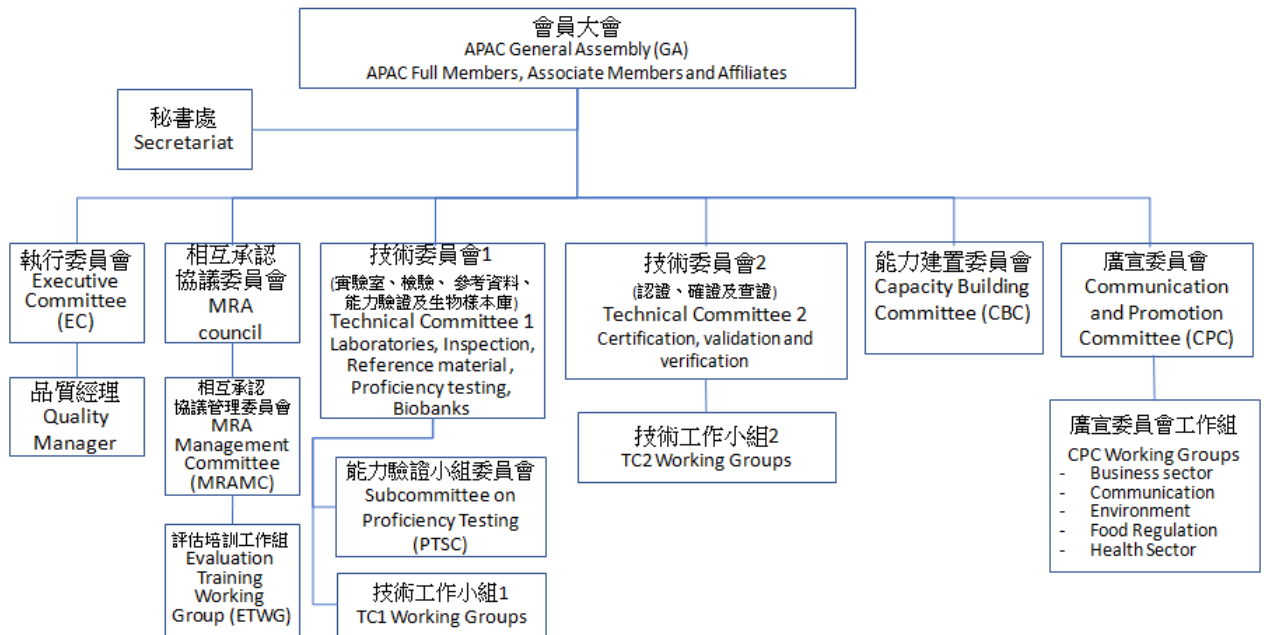 會員大會
APAC General Assembly (GA)
APAC Full Members, Associate Members and Affiliates
秘書處
Secretariat
執行委員會
Executive
Committee
(EC)
品質經理
Quality
Manager
相互承認
協議委員會
MRA
council
相互承認
協議管理委員會
MRA
Management
Committee
(MRAMC)
評估培訓工作組
Evaluation
Training
Working
Group (ETWG)
技術委員會1
(實驗室、檢驗、參考資料、
能力驗證及生物樣本庫)
Technical Committee 1
Laboratories, Inspection,
Reference material,
Proficiency testing,
Biobanks
能力驗證小組委員會
Subcommittee on
Proficiency Testing
(PTSC)
技術工作小組1
TC1 Working Groups
技術委員會2
(認證、確證及查證)
Technical Committee 2
Certification, validation and
verification
技術工作小組2
TC2 Working Groups
能力建置委員會
Capacity Building
Committee (CBC)
廣宣委員會
Communication
and Promotion
Committee (CPC)
廣宣委員會工作組
CPC Working Groups
- Business sector
- Communication
- Environment
- Food Regulation
- Health Sector